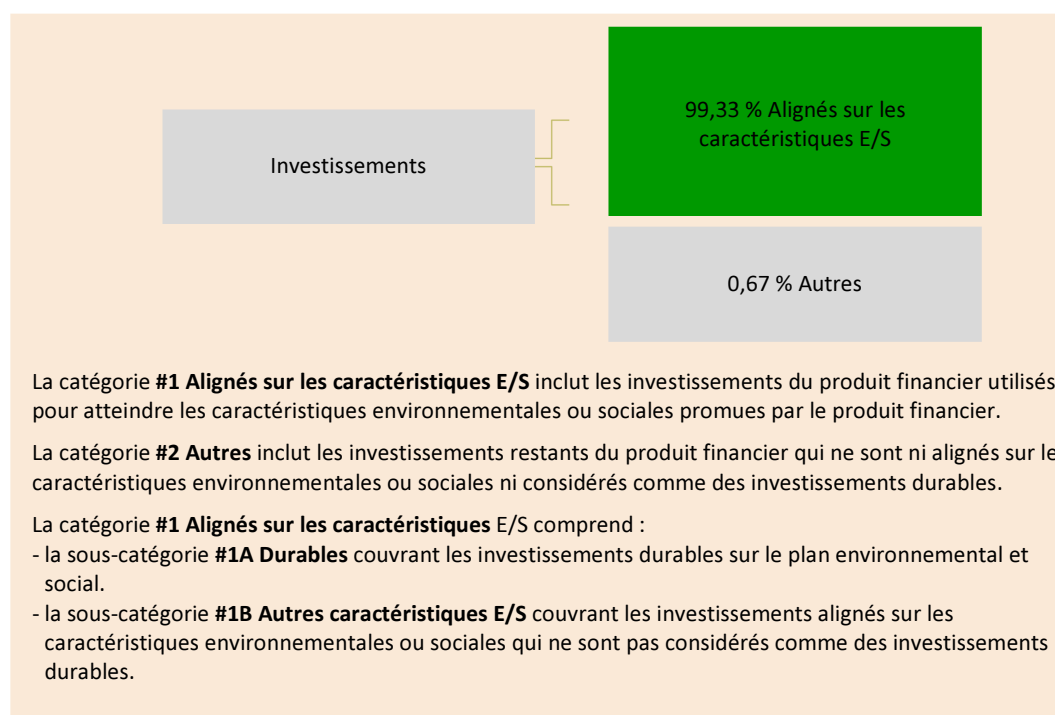 99,33 % Alignés sur les
caractéristiques E/S
Investissements
0,67 % Autres
La catégorie #1 Alignés sur les caractéristiques E/S inclut les investissements du produit financier utilisés
pour atteindre les caractéristiques environnementales ou sociales promues par le produit financier.
La catégorie #2 Autres inclut les investissements restants du produit financier qui ne sont ni alignés sur le
caractéristiques environnementales ou sociales ni considérés comme des investissements durables.
La catégorie #1 Alignés sur les caractéristiques E/S comprend :
- la sous-catégorie #1A Durables couvrant les investissements durables sur le plan environnemental et
social.
- la sous-catégorie #1B Autres caractéristiques E/S couvrant les investissements alignés sur les
caractéristiques environnementales ou sociales qui ne sont pas considérés comme des investissements
durables.